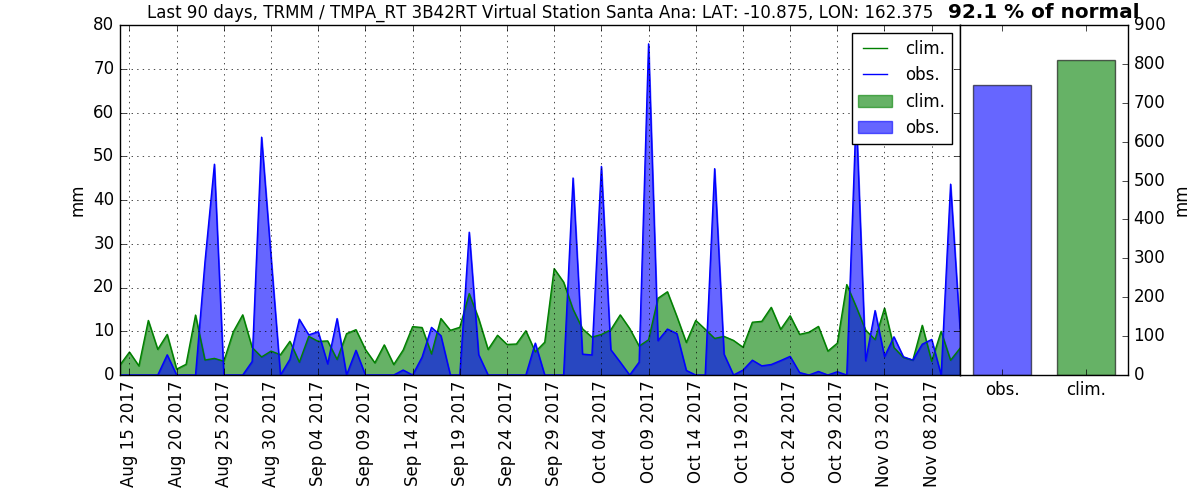 Last 90 days, TRMM / TMPA_RT 3B42RT Virtual Station Santa Ana: LAT: -10.875, LON: 162.375 92.1 % of normal
80
70
60
50
40
30
20
10
0
mm
clim.
obs.
clim.
obs.
900
800
700
600
500
400
300
200
100
0
mm
Aug 15 2017
Aug 20 2017
Aug 25 2017
Aug 30 2017
Sep 04 2017
Sep 09 2017
Sep 14 2017
Sep 19 2017
Sep 24 2017
Sep 29 2017
Oct 04 2017
Oct 09 2017
Oct 14 2017
Oct 19 2017
Oct 24 2017
Oct 29 2017
Nov 03 2017
Nov 08 2017
obs.
clim.